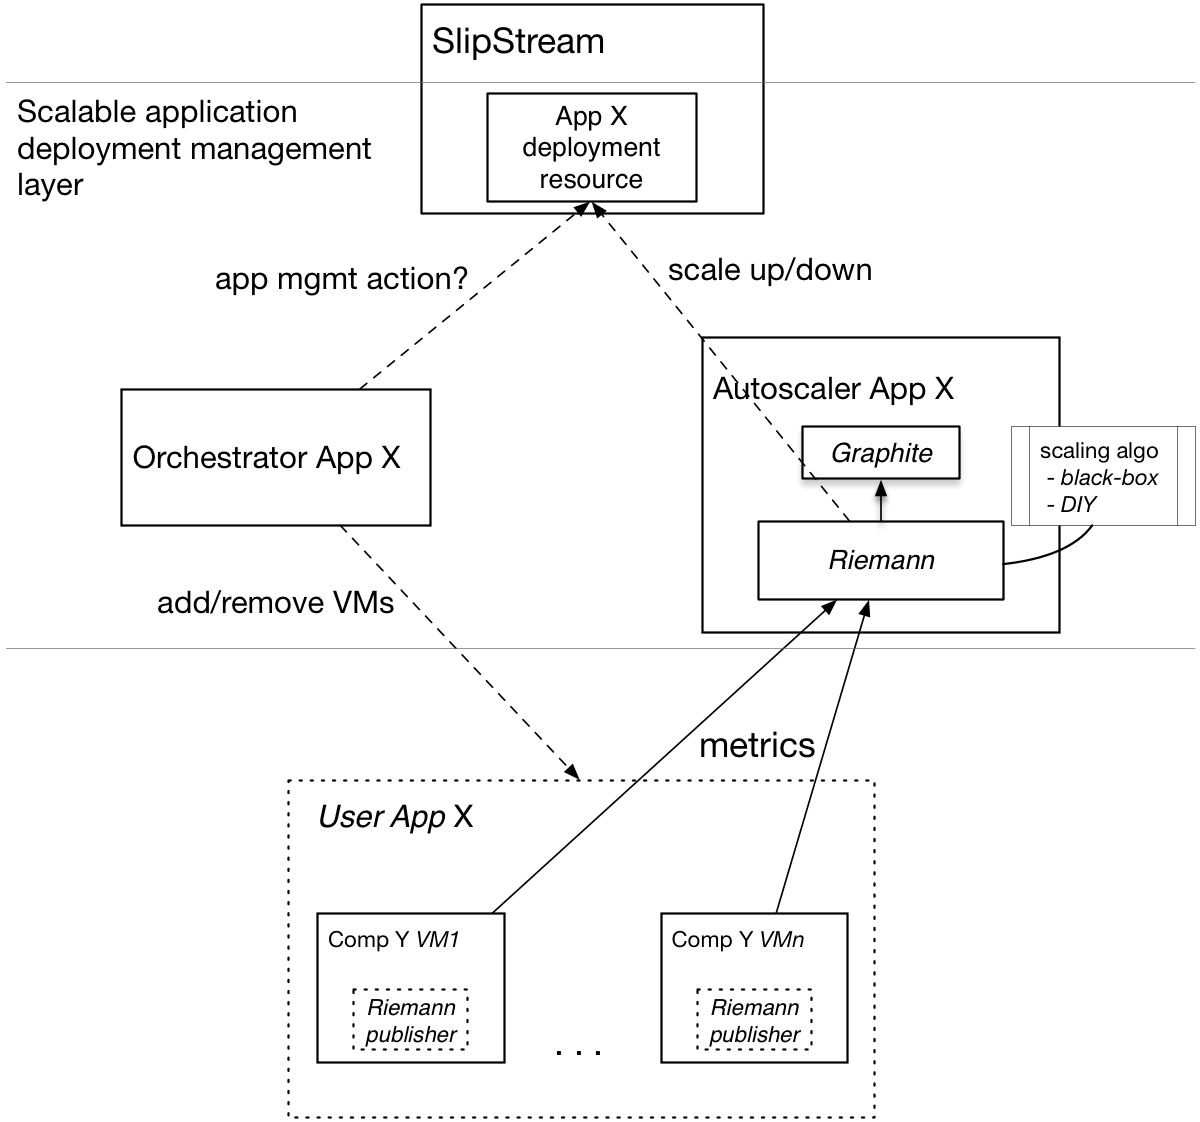 SlipStream
Scalable application
deployment management
layer
App X
deployment
resource
app mgmt action?
scale up/down
Orchestrator App X
Autoscaler App X
Graphite
scaling algo
- black-box
- DIY
Riemann
add/remove VMs
metrics
User App X
Comp Y VM1
Riemann
publisher
. . .
Comp Y VMn
Riemann
publisher